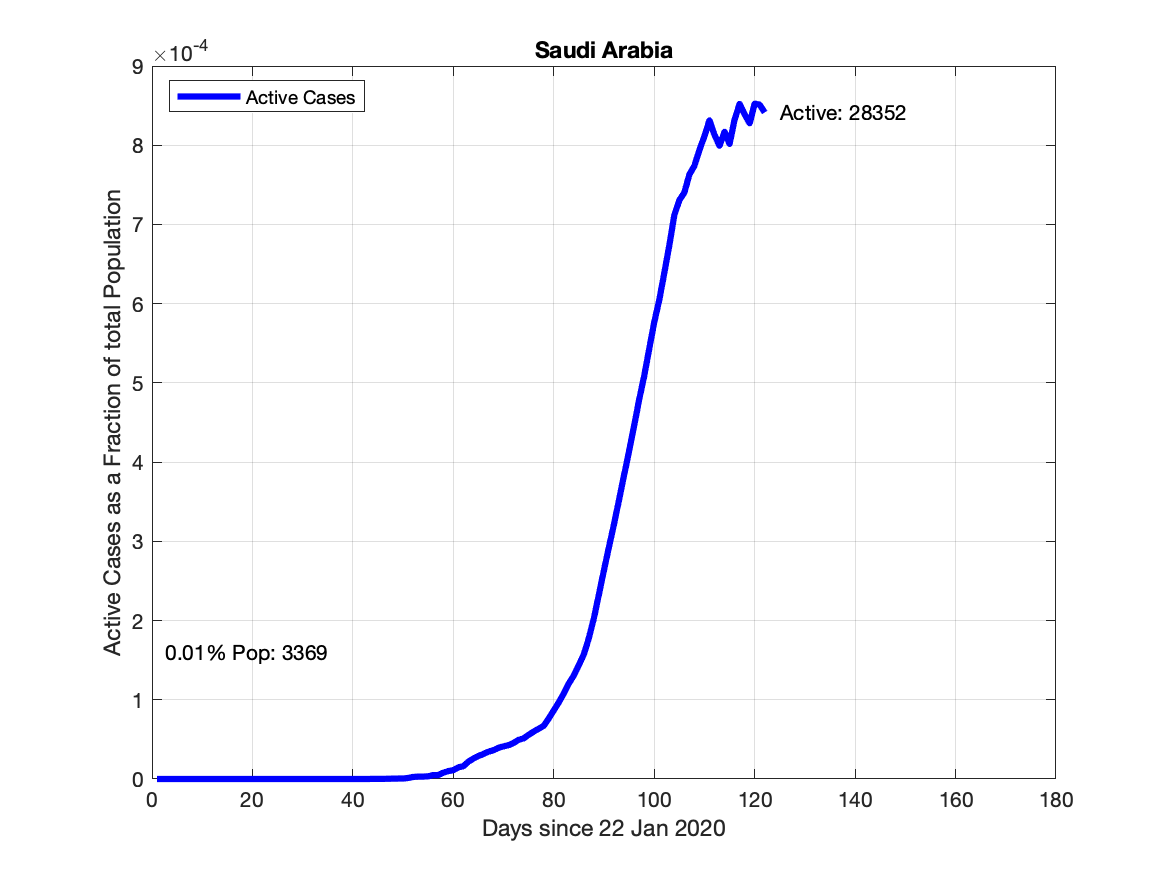 Saudi Arabia
×10⁻⁴
Active Cases
Active: 28352
0.01% Pop: 3369
Active Cases as a Fraction of total Population
9
8
7
6
5
4
3
2
1
0
0 20 40 60 80 100 120 140 160 180
Days since 22 Jan 2020